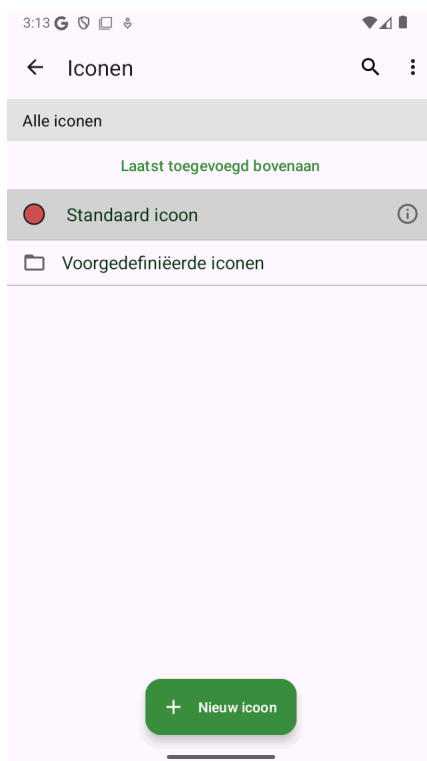 3:13
Iconen
Alle iconen
Laatst toegevoegd bovenaan
Standaard icoon
Voorgedefiniëerde iconen
Nieuw icoon